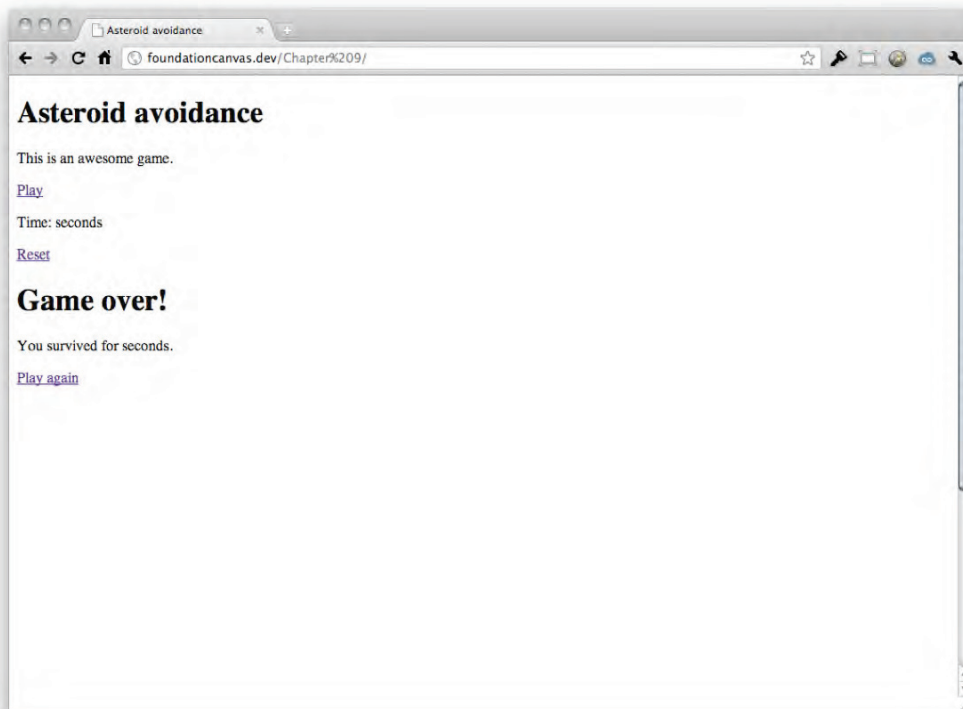 Asteroid avoidance
foundationcanvas.dev/Chapter%209/
Asteroid avoidance
This is an awesome game.
Play
Time: seconds
Reset
Game over!
You survived for seconds.
Play again